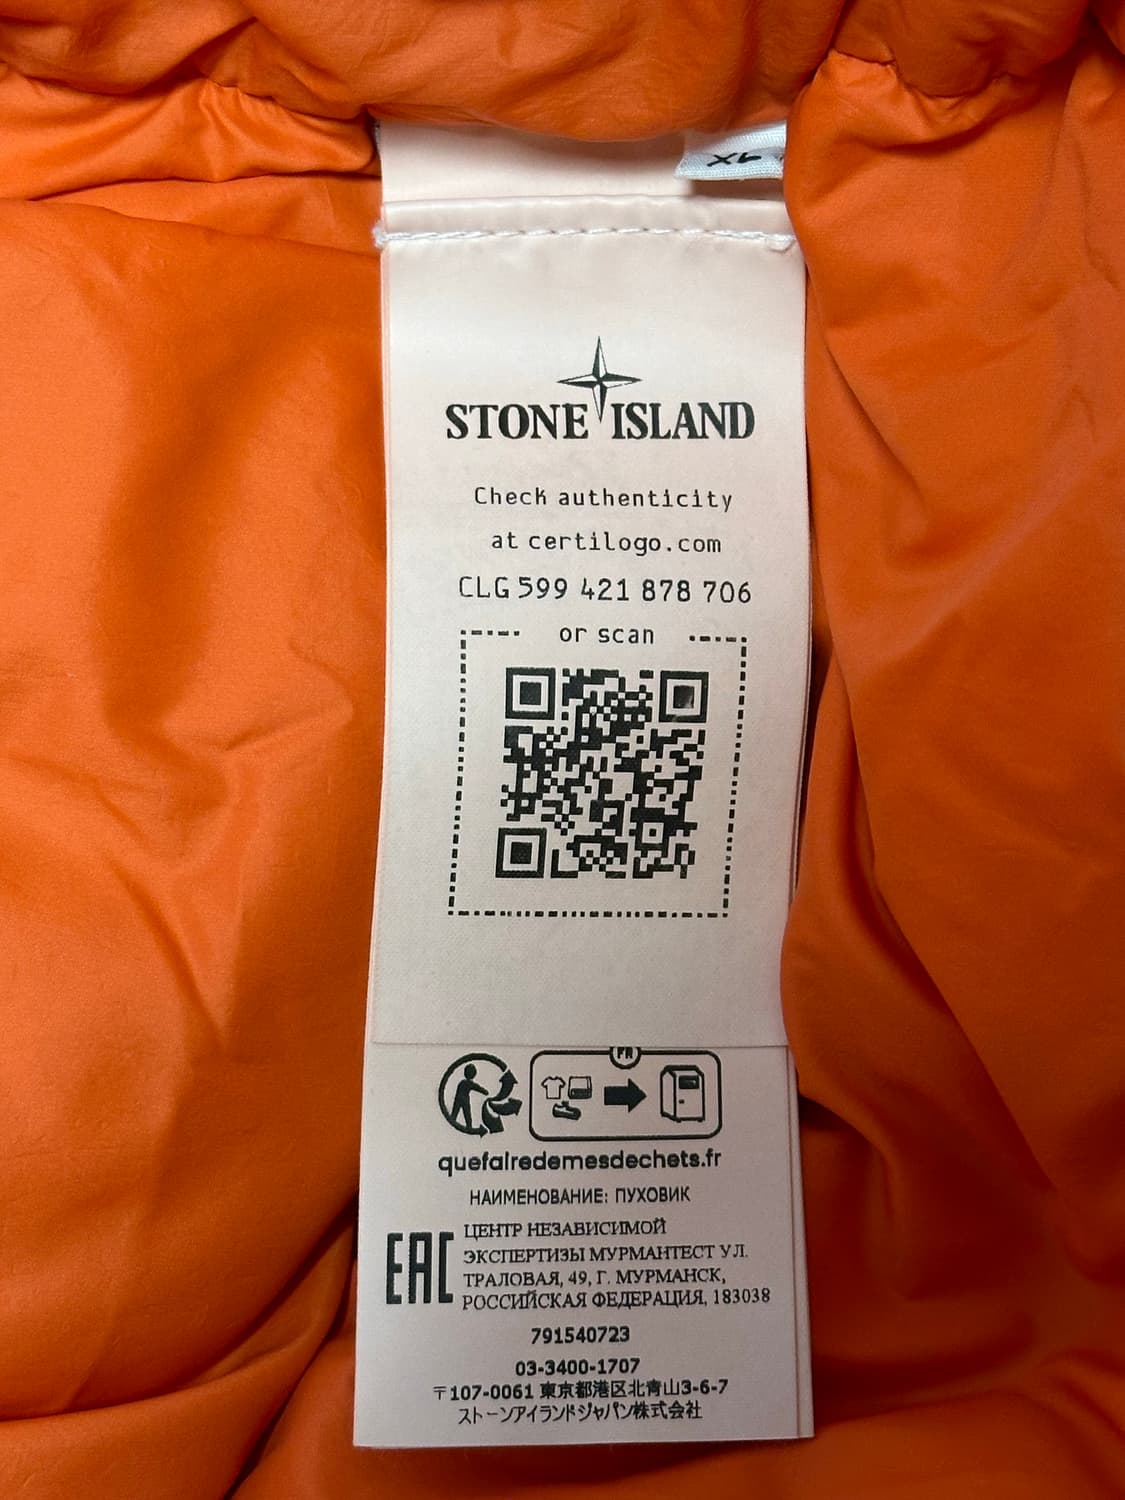 XL
STONE ISLAND
Check authenticity
at certilogo.com
CLG 599 421 878 706
or scan
FR
quefairedemesdechets.fr
НАИМЕНОВАНИЕ: ПУХОВИК
EAC
ЦЕНТР НЕЗАВИСИМОЙ
ЭКСПЕРТИЗЫ МУРМАНТЕСТ УЛ.
ТРАЛОВАЯ, 49, Г. МУРМАНСК,
РОССИЙСКАЯ ФЕДЕРАЦИЯ, 183038
791540723
03-3400-1707
〒107-0061 東京都港区北青山3-6-7
ストーンアイランドジャパン株式会社